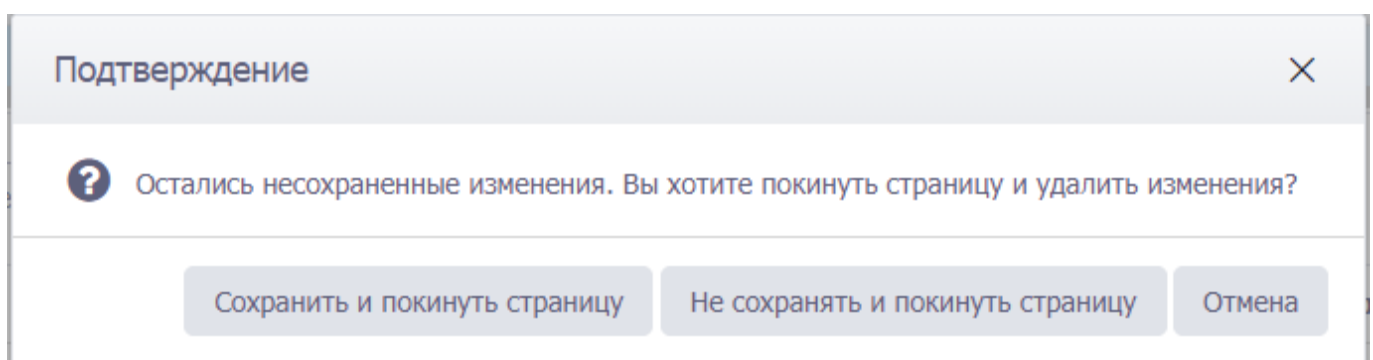 Подтверждение
Остались несохраненные изменения. Вы хотите покинуть страницу и удалить изменения?
Сохранить и покинуть страницу Не сохранять и покинуть страницу Отмена